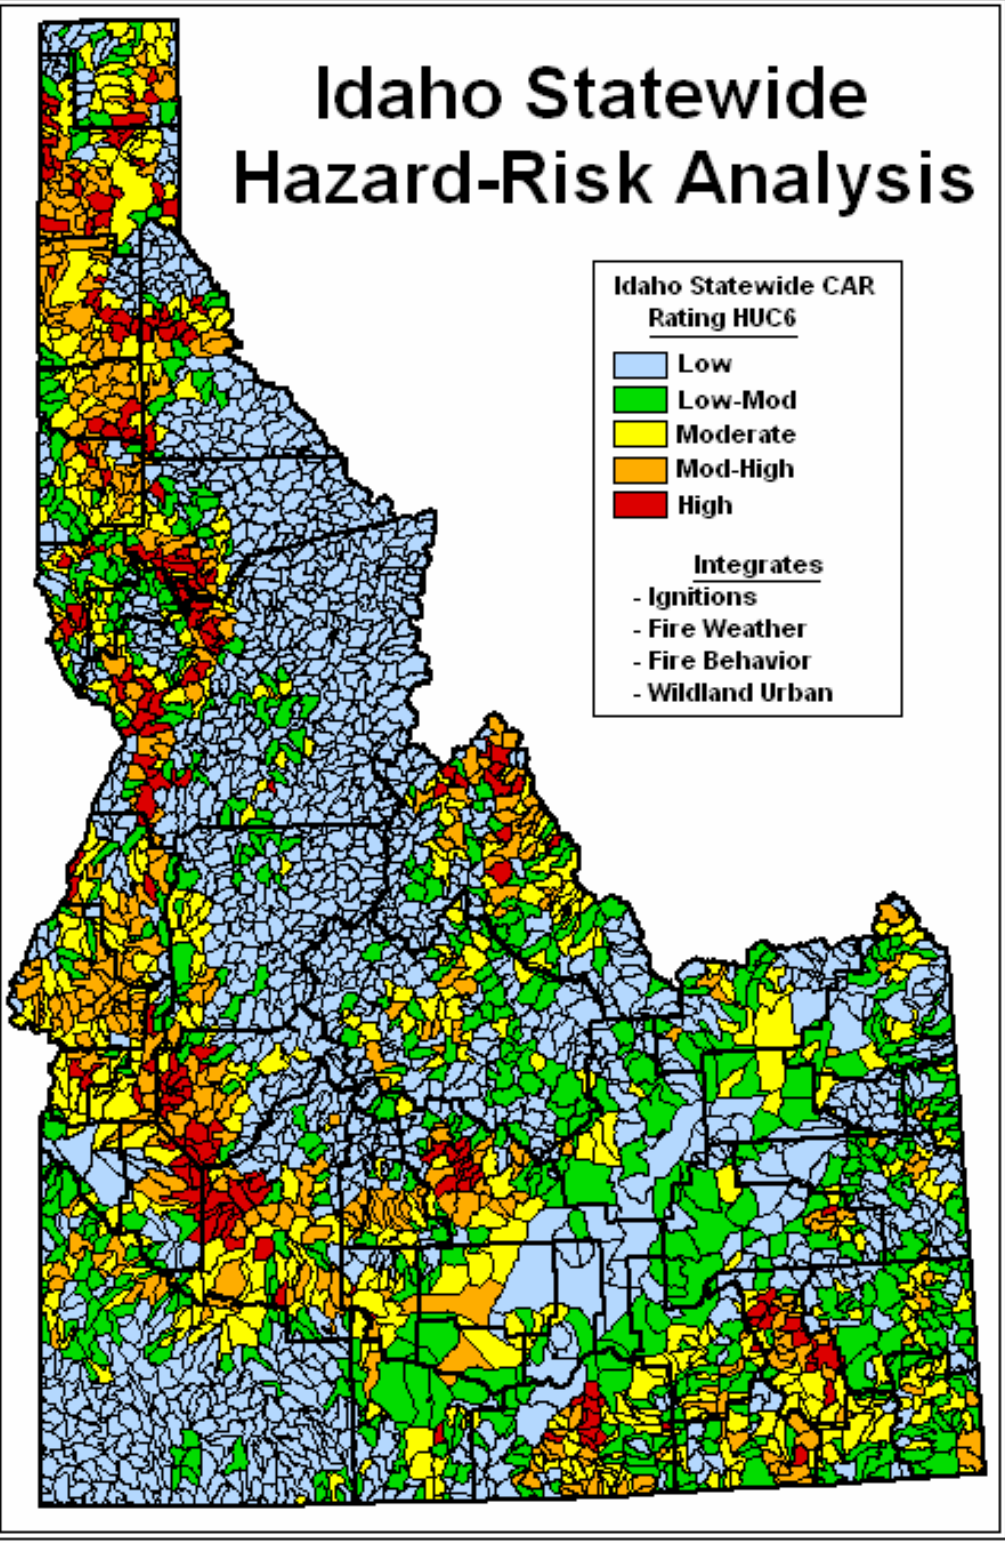 Idaho Statewide
Hazard-Risk Analysis
Idaho Statewide CAR
Rating HUC6
Low
Low-Mod
Moderate
Mod-High
High
Integrates
- Ignitions
- Fire Weather
- Fire Behavior
- Wildland Urban